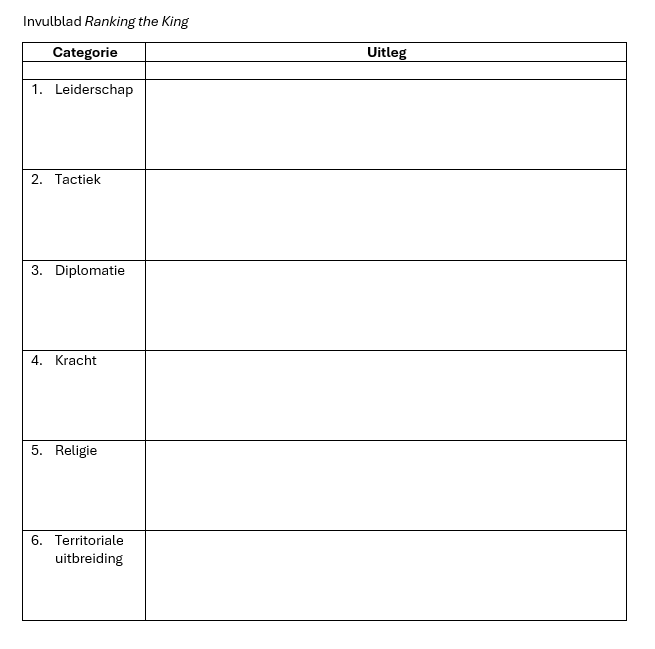 Invulblad Ranking the King
Categorie Uitleg
1. Leiderschap
2. Tactiek
3. Diplomatie
4. Kracht
5. Religie
6. Territoriale
uitbreiding